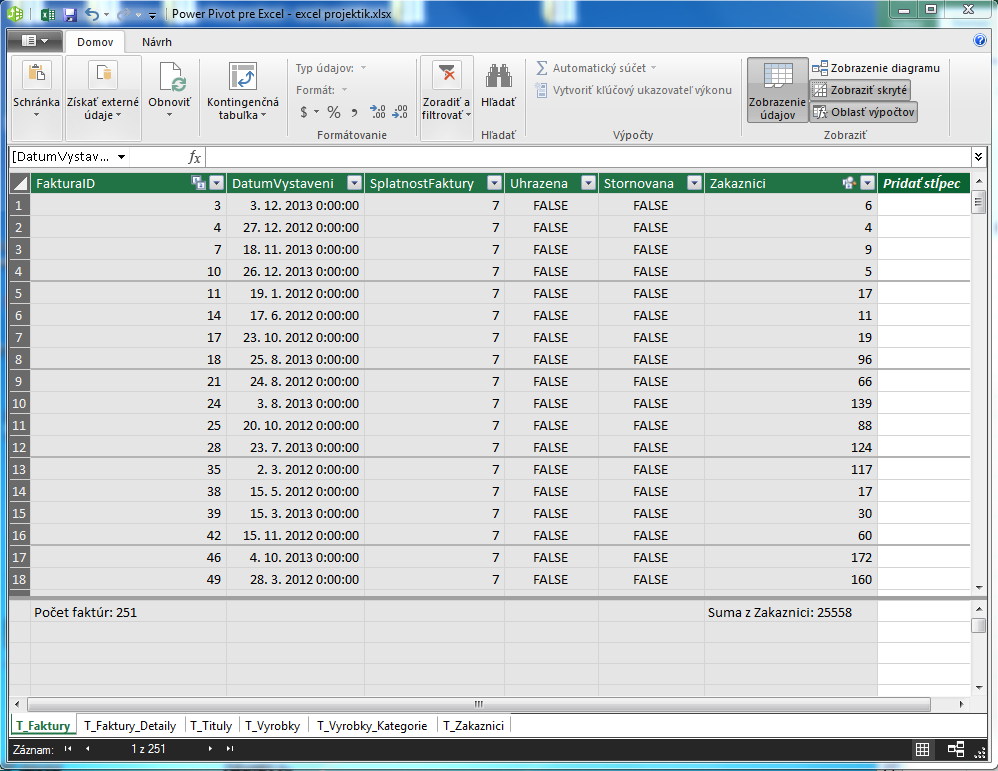 Power Pivot pre Excel - excel projektik.xlsx
Domov Návrh
Schránka
Získať externé údaje
Obnoviť
Kontingenčná tabuľka
Typ údajov:
Formát:
$ % , ,00 ,00
Formátovanie
Zoradiť a filtrovať
Hľadať
Hľadať
Automatický súčet
Vytvoriť kľúčový ukazovateľ výkonu
Výpočty
Zobrazenie údajov
Zobrazenie diagramu
Zobraziť skryté
Oblasť výpočtov
Zobraziť
[DatumVystav... fx
FakturaID DatumVystaveni SplatnostFaktury Uhrazena Stornovana Zakaznici Pridať stĺpec
1 3 3. 12. 2013 0:00:00 7 FALSE FALSE 6
2 4 27. 12. 2012 0:00:00 7 FALSE FALSE 4
3 7 18. 11. 2013 0:00:00 7 FALSE FALSE 9
4 10 26. 12. 2013 0:00:00 7 FALSE FALSE 5
5 11 19. 1. 2012 0:00:00 7 FALSE FALSE 17
6 14 17. 6. 2012 0:00:00 7 FALSE FALSE 11
7 17 23. 10. 2012 0:00:00 7 FALSE FALSE 19
8 18 25. 8. 2013 0:00:00 7 FALSE FALSE 96
9 21 24. 8. 2012 0:00:00 7 FALSE FALSE 66
10 24 3. 8. 2013 0:00:00 7 FALSE FALSE 139
11 25 20. 10. 2012 0:00:00 7 FALSE FALSE 88
12 28 23. 7. 2013 0:00:00 7 FALSE FALSE 124
13 35 2. 3. 2012 0:00:00 7 FALSE FALSE 117
14 38 15. 5. 2012 0:00:00 7 FALSE FALSE 17
15 39 15. 3. 2013 0:00:00 7 FALSE FALSE 30
16 42 15. 11. 2012 0:00:00 7 FALSE FALSE 60
17 46 4. 10. 2013 0:00:00 7 FALSE FALSE 172
18 49 28. 3. 2012 0:00:00 7 FALSE FALSE 160
Počet faktúr: 251 Suma z Zakaznici: 25558
T_Faktury T_Faktury_Detaily T_Tituly T_Vyrobky T_Vyrobky_Kategorie T_Zakaznici
Záznam: 1 z 251